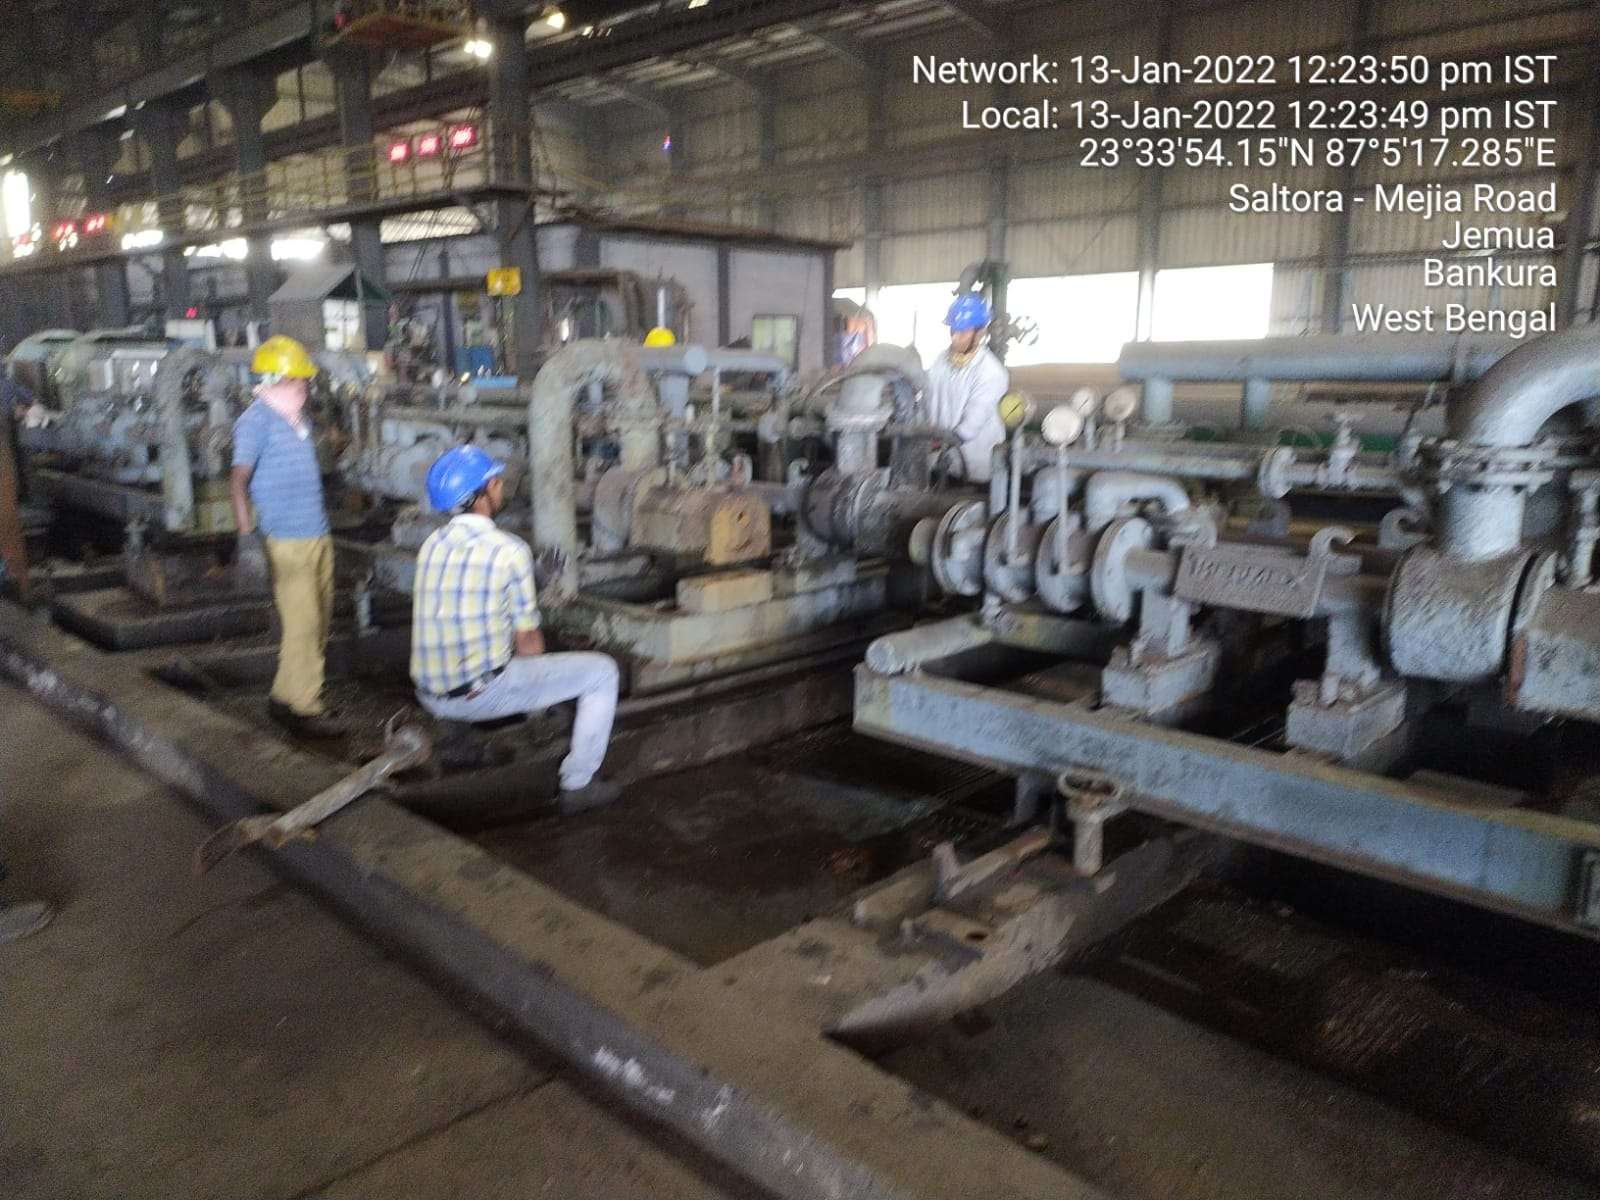 Network: 13-Jan-2022 12:23:50 pm IST
Local: 13-Jan-2022 12:23:49 pm IST
23°33'54.15"N 87°5'17.285"E
Saltora - Mejia Road
Jemua
Bankura
West Bengal